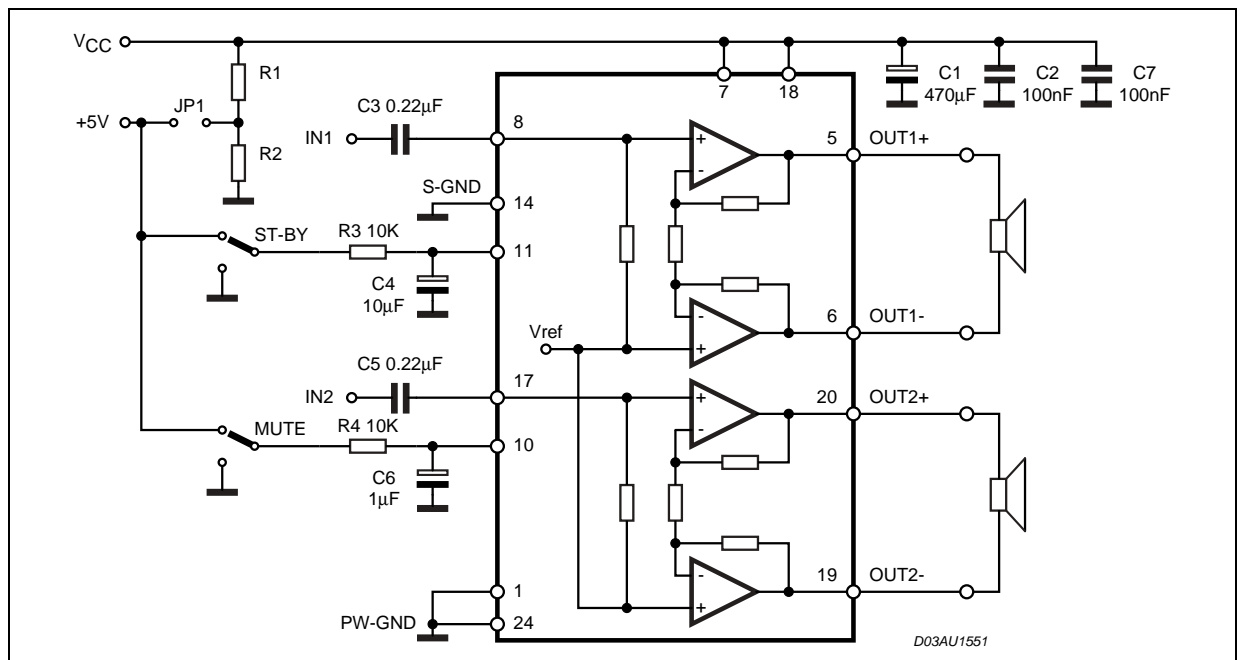 VCC
R1
JP1
+5V
R2
C3 0.22µF
IN1
8
S-GND
14
ST-BY
R3 10K
11
C4
10µF
Vref
C5 0.22µF
IN2
17
MUTE
R4 10K
10
C6
1µF
1
PW-GND
24
7
18
C1
470µF
C2
100nF
C7
100nF
+
-
5
OUT1+
-
+
6
OUT1-
+
-
20
OUT2+
-
+
19
OUT2-
D03AU1551